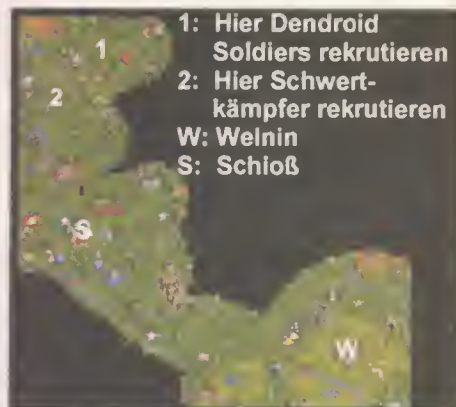 1: Hier Dendroid
Soldiers rekrutieren
2: Hier Schwert-
kämpfer rekrutieren
W: Welnin
S: Schloß
1
2
S
W